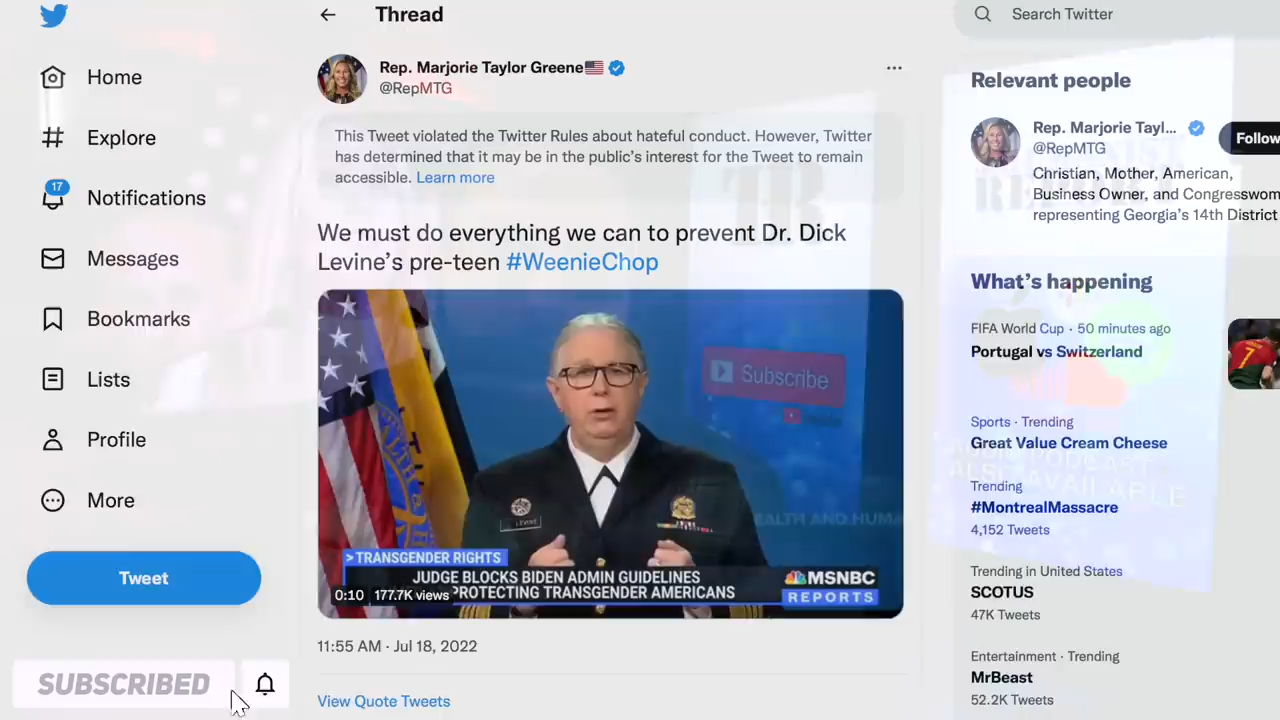 Thread
Search Twitter
Home
Explore
17
Notifications
Messages
Bookmarks
Lists
Profile
More
Tweet
SUBSCRIBED
Rep. Marjorie Taylor Greene
@RepMTG
This Tweet violated the Twitter Rules about hateful conduct. However, Twitter
has determined that it may be in the public's interest for the Tweet to remain
accessible. Learn more
We must do everything we can to prevent Dr. Dick
Levine's pre-teen #WeenieChop
Subscribe
LEVINE
>TRANSGENDER RIGHTS
JUDGE BLOCKS BIDEN ADMIN GUIDELINES
PROTECTING TRANSGENDER AMERICANS
MSNBC
REPORTS
0:10
177.7K views
11:55 AM · Jul 18, 2022
View Quote Tweets
Relevant people
Rep. Marjorie Tayl...
@RepMTG
Follow
Christian, Mother, American,
Business Owner, and Congresswom
representing Georgia's 14th District
What's happening
FIFA World Cup · 50 minutes ago
Portugal vs Switzerland
7
Sports · Trending
Great Value Cream Cheese
AUDIO PODCAST
ALSO AVAILABLE
Trending
#MontrealMassacre
4,152 Tweets
Trending in United States
SCOTUS
47K Tweets
Entertainment · Trending
MrBeast
52.2K Tweets